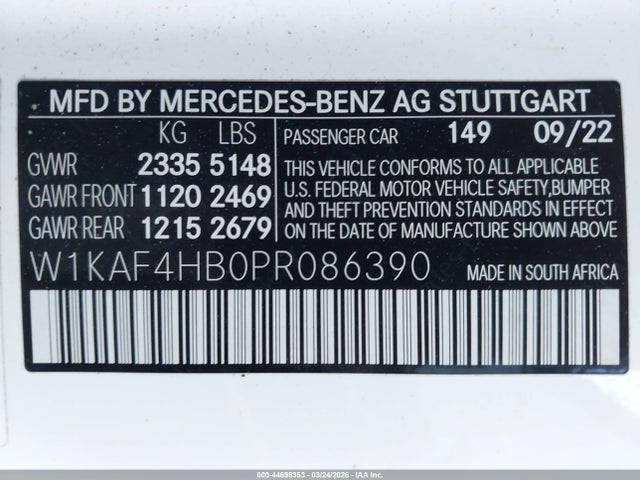 MFD BY MERCEDES-BENZ AG STUTTGART
KG LBS
GVWR 2335 5148
GAWR FRONT 1120 2469
GAWR REAR 1215 2679
PASSENGER CAR 149 09/22
THIS VEHICLE CONFORMS TO ALL APPLICABLE
U.S. FEDERAL MOTOR VEHICLE SAFETY,BUMPER
AND THEFT PREVENTION STANDARDS IN EFFECT
ON THE DATE OF MANUFACTURE SHOWN ABOVE
W1KAF4HB0PR086390
MADE IN SOUTH AFRICA
000-44698353 - 03/24/2026 - IAA Inc.